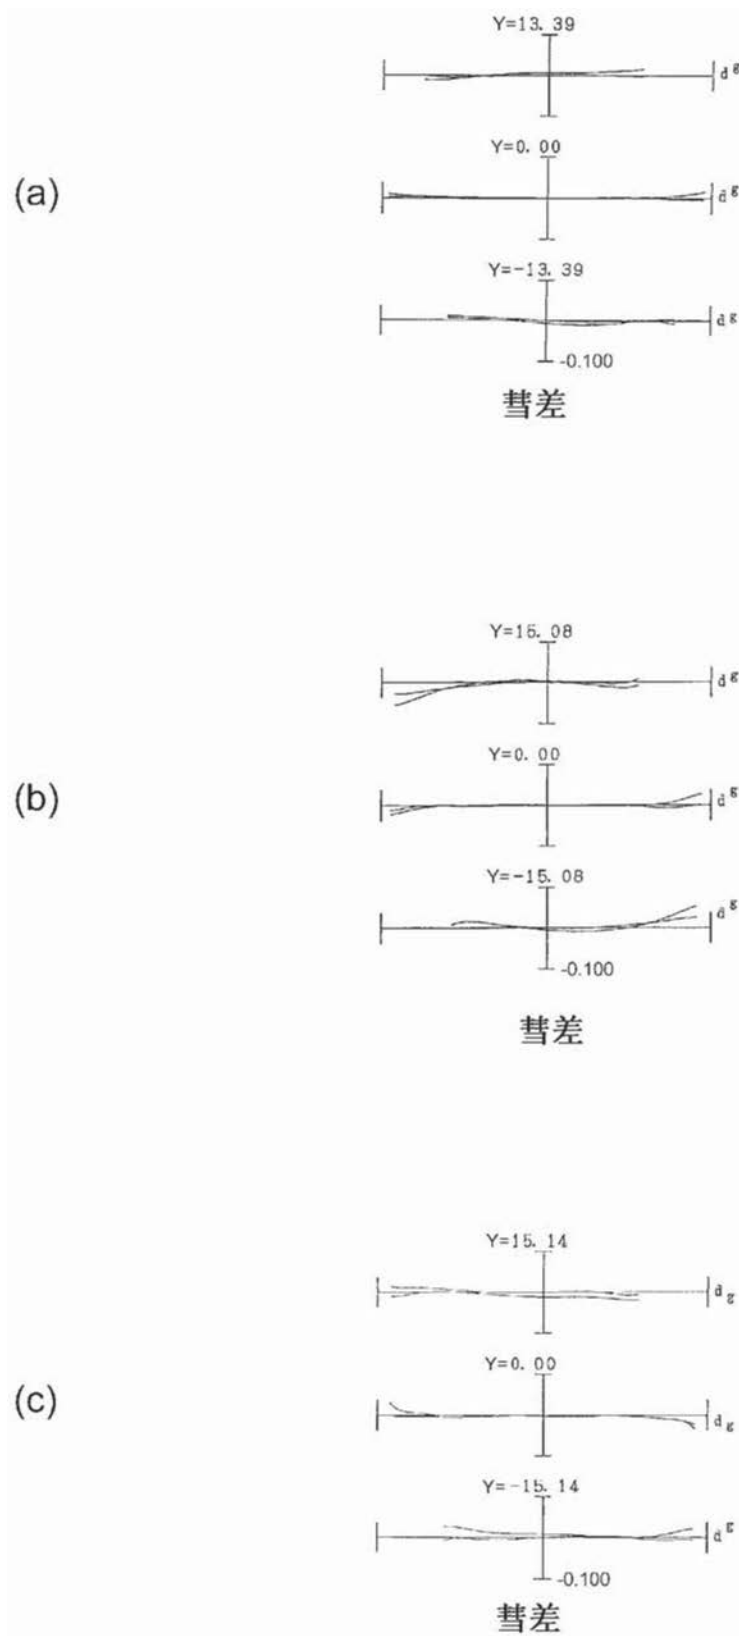 Y=13. 39
d g
(a)
Y=0. 00
d g
Y=-13. 39
d g
-0.100
彗差
Y=15. 08
d g
(b)
Y=0. 00
d g
Y=-15. 08
d g
-0.100
彗差
Y=15. 14
d g
(c)
Y=0. 00
d g
Y=-15. 14
d g
-0.100
彗差